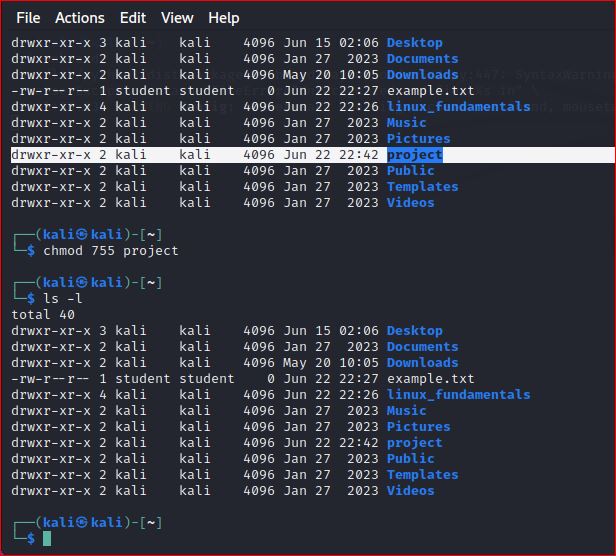 File Actions Edit View Help
drwxr-xr-x 3 kali    kali    4096 Jun 15 02:06 Desktop
drwxr-xr-x 2 kali    kali    4096 Jan 27  2023 Documents
drwxr-xr-x 2 kali    kali    4096 May 20 10:05 Downloads
-rw-r--r-- 1 student student    0 Jun 22 22:27 example.txt
drwxr-xr-x 4 kali    kali    4096 Jun 22 22:21 linux_fundamentals
drwxr-xr-x 2 kali    kali    4096 Jan 27  2023 Music
drwxr-xr-x 2 kali    kali    4096 Jan 27  2023 Pictures
drwxr-xr-x 2 kali    kali    4096 Jun 22 22:42 project
drwxr-xr-x 2 kali    kali    4096 Jan 27  2023 Public
drwxr-xr-x 2 kali    kali    4096 Jan 27  2023 Templates
drwxr-xr-x 2 kali    kali    4096 Jan 27  2023 Videos
┌──(kali㉿kali)-[~]
└─$ chmod 755 project
┌──(kali㉿kali)-[~]
└─$ ls -l
total 40
drwxr-xr-x 3 kali    kali    4096 Jun 15 02:06 Desktop
drwxr-xr-x 2 kali    kali    4096 Jan 27  2023 Documents
drwxr-xr-x 2 kali    kali    4096 May 20 10:05 Downloads
-rw-r--r-- 1 student student    0 Jun 22 22:27 example.txt
drwxr-xr-x 4 kali    kali    4096 Jun 22 22:21 linux_fundamentals
drwxr-xr-x 2 kali    kali    4096 Jan 27  2023 Music
drwxr-xr-x 2 kali    kali    4096 Jan 27  2023 Pictures
drwxr-xr-x 2 kali    kali    4096 Jun 22 22:42 project
drwxr-xr-x 2 kali    kali    4096 Jan 27  2023 Public
drwxr-xr-x 2 kali    kali    4096 Jan 27  2023 Templates
drwxr-xr-x 2 kali    kali    4096 Jan 27  2023 Videos
┌──(kali㉿kali)-[~]
└─$